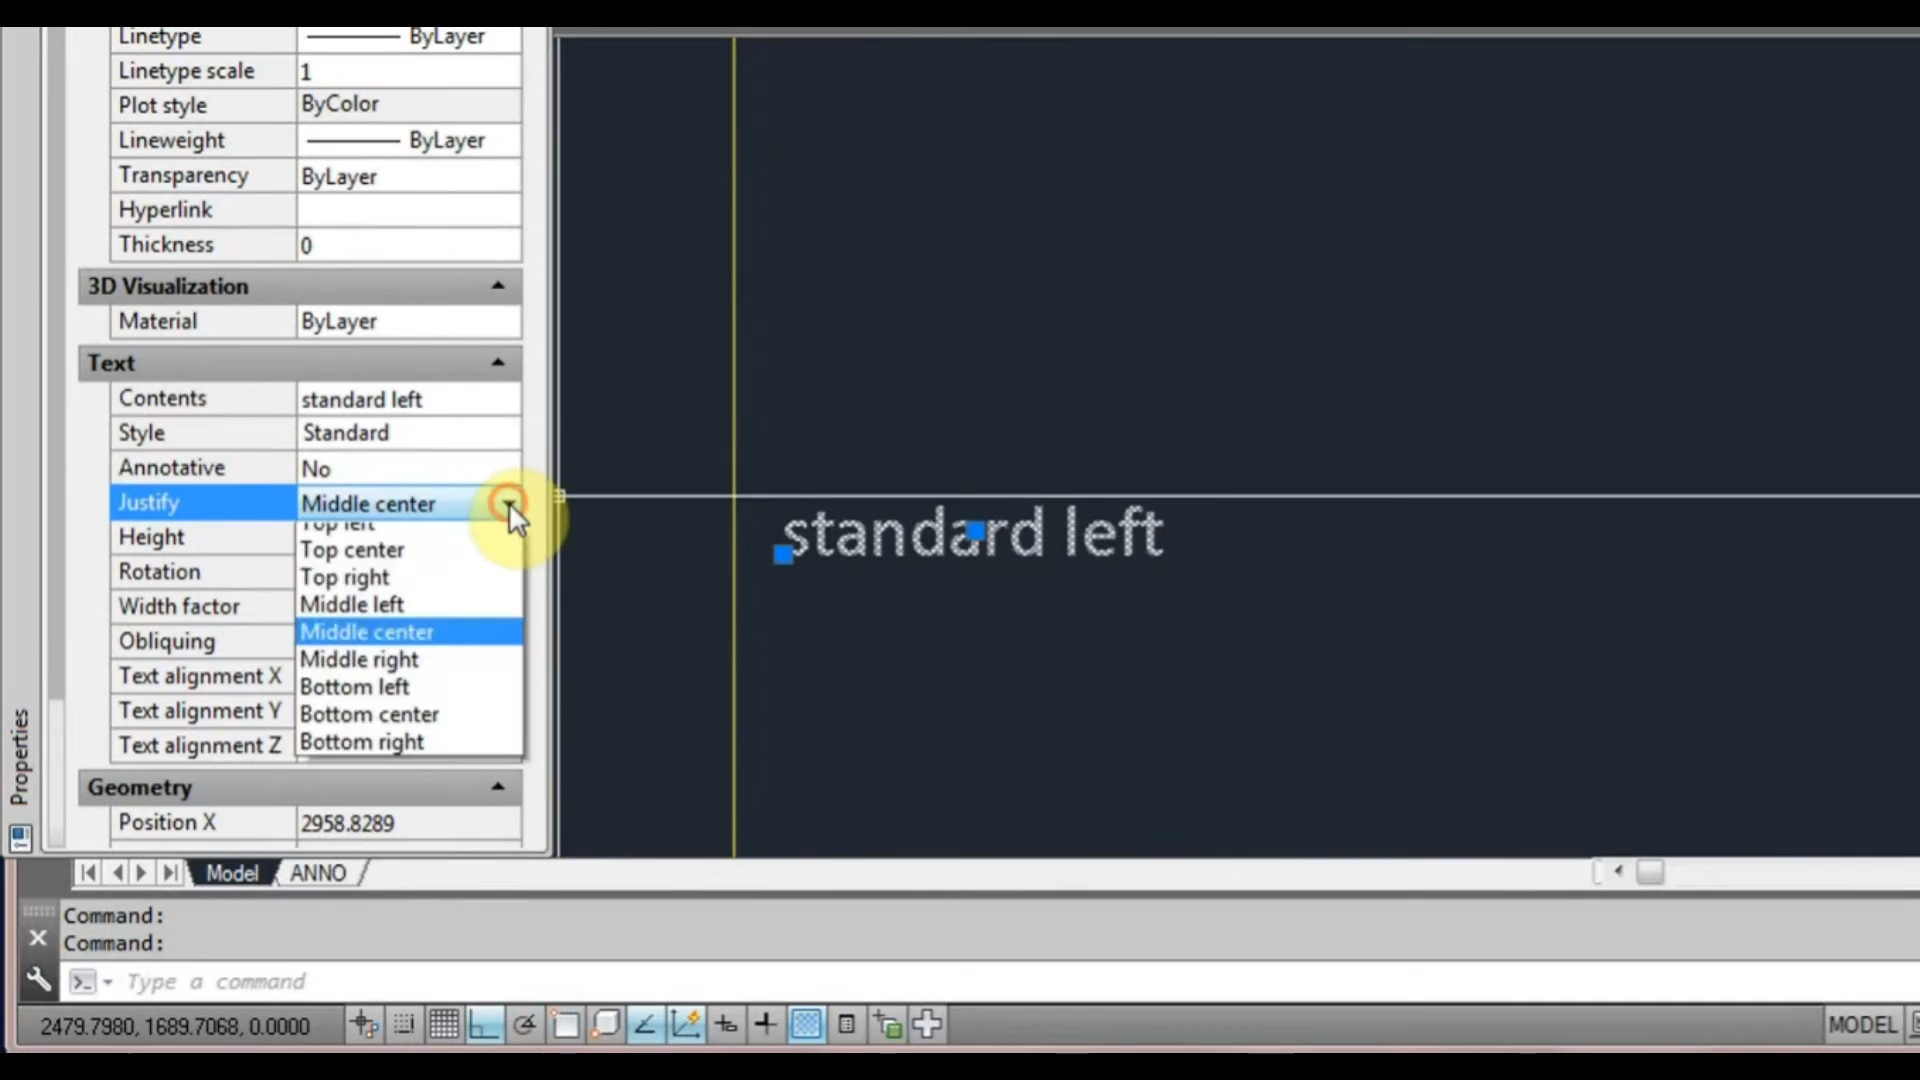 Linetype ByLayer
Linetype scale 1
Plot style ByColor
Lineweight ByLayer
Transparency ByLayer
Hyperlink
Thickness 0
3D Visualization
Material ByLayer
Text
Contents standard left
Style Standard
Annotative No
Justify Middle center
Height
Rotation
Width factor
Obliquing
Text alignment X
Text alignment Y
Text alignment Z
Top left
Top center
Top right
Middle left
Middle center
Middle right
Bottom left
Bottom center
Bottom right
Geometry
Position X 2958.8289
Properties
standard left
Model ANNO
Command:
Command:
Type a command
2479.7980, 1689.7068, 0.0000
MODEL